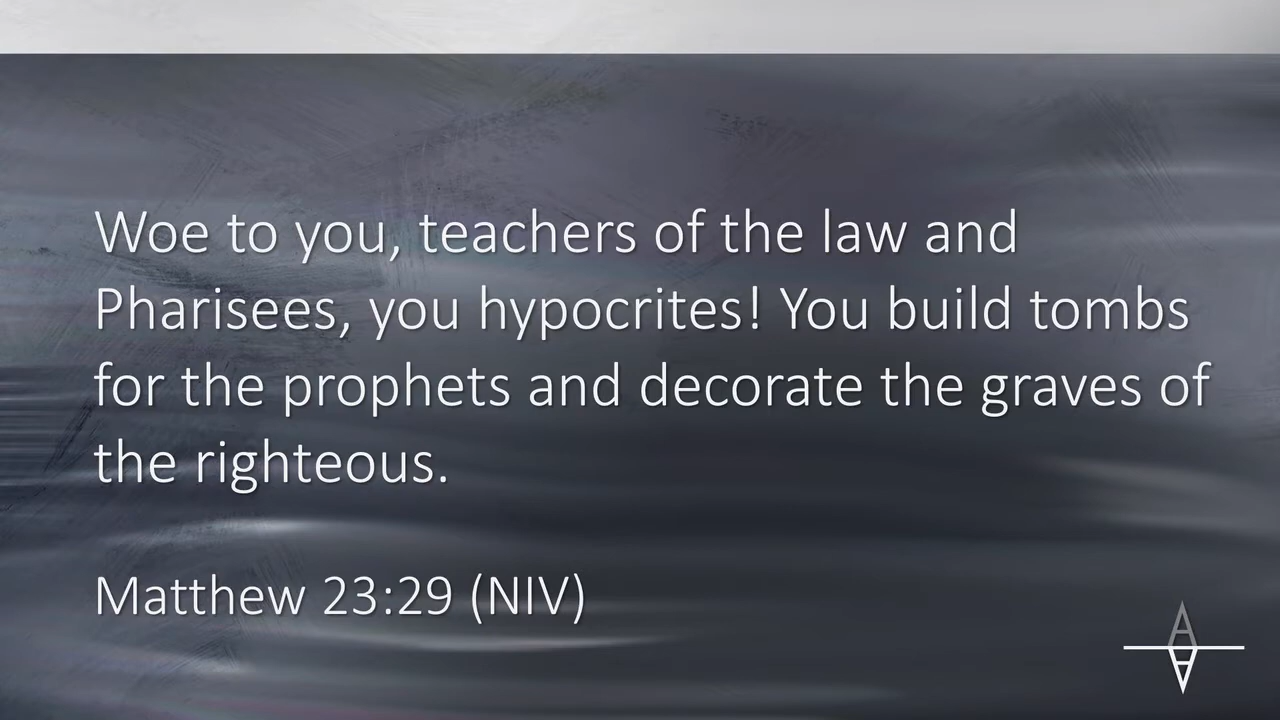 Woe to you, teachers of the law and
Pharisees, you hypocrites! You build tombs
for the prophets and decorate the graves of
the righteous.
Matthew 23:29 (NIV)